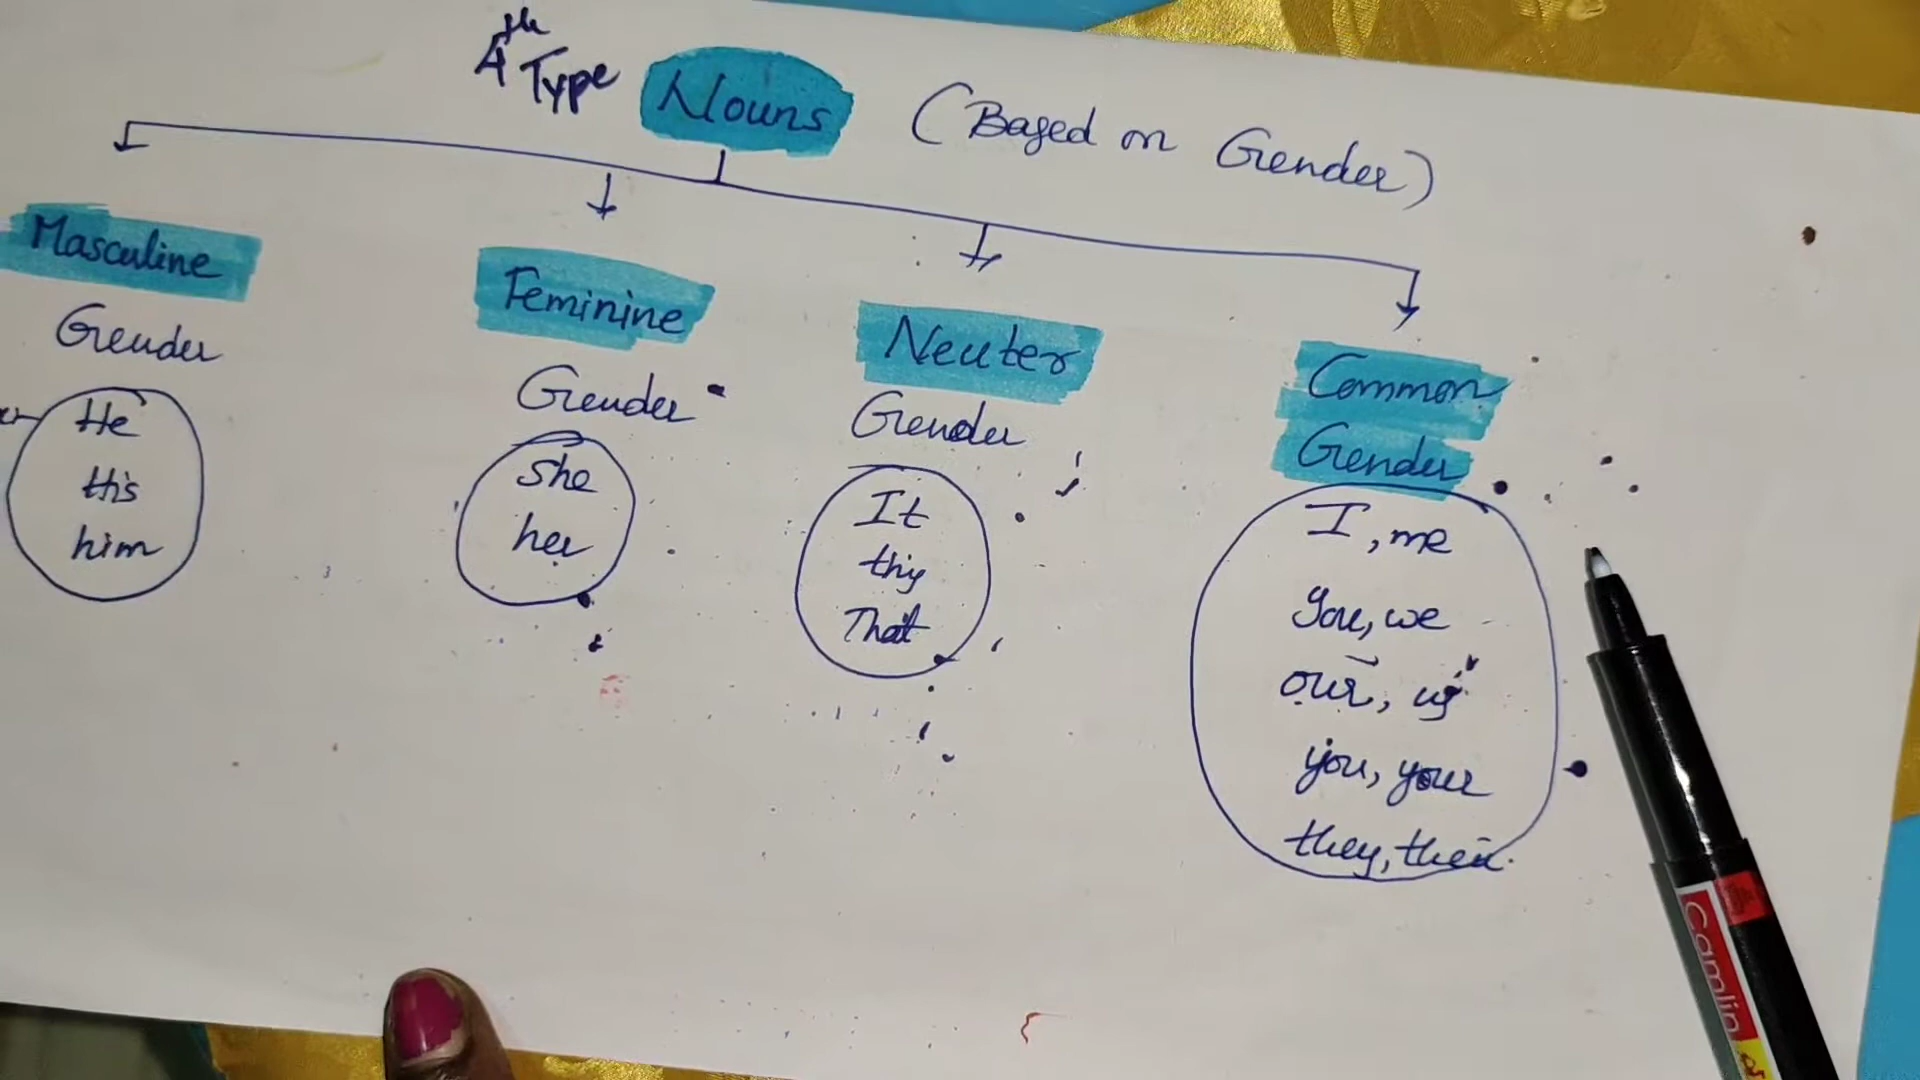 4th Type Nouns (Based on Gender)
Masculine
Gender
He
His
him
Feminine
Gender
She
her
Neuter
Gender
It
this
That
Common
Gender
I, me
You, we
our, us
you, your
they, their
Camlin